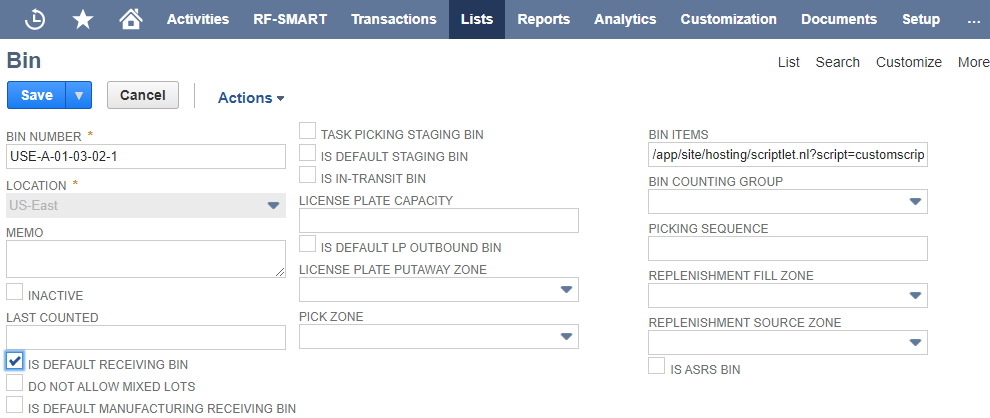 Activities RF-SMART Transactions Lists Reports Analytics Customization Documents Setup ...
Bin
List Search Customize More
Save Cancel Actions
BIN NUMBER *
USE-A-01-03-02-1
LOCATION *
US-East
MEMO
INACTIVE
LAST COUNTED
IS DEFAULT RECEIVING BIN
DO NOT ALLOW MIXED LOTS
IS DEFAULT MANUFACTURING RECEIVING BIN
TASK PICKING STAGING BIN
IS DEFAULT STAGING BIN
IS IN-TRANSIT BIN
LICENSE PLATE CAPACITY
IS DEFAULT LP OUTBOUND BIN
LICENSE PLATE PUTAWAY ZONE
PICK ZONE
BIN ITEMS
/app/site/hosting/scriptlet.nl?script=customscrip
BIN COUNTING GROUP
PICKING SEQUENCE
REPLENISHMENT FILL ZONE
REPLENISHMENT SOURCE ZONE
IS ASRS BIN